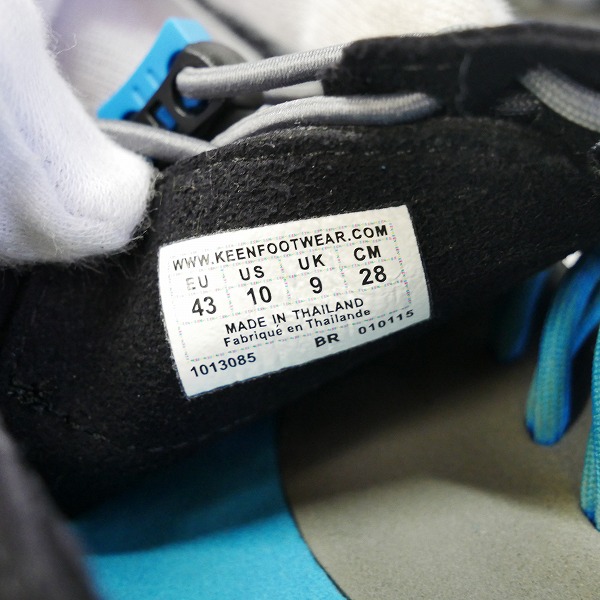 WWW.KEENFOOTWEAR.COM
EU US UK CM
43 10 9 28
MADE IN THAILAND
Fabriqué en Thaïlande
1013085 BR 010115